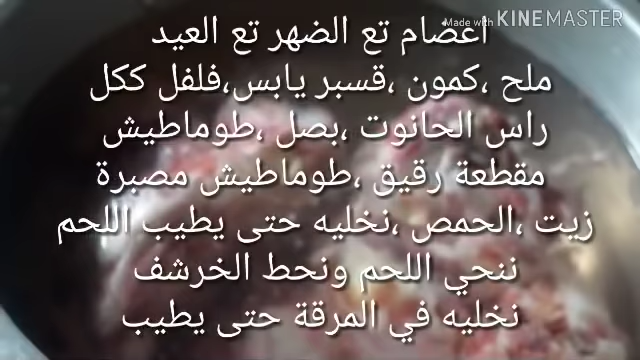 Made with KINEMASTER
اعضام تع الضهر تع العيد
ملح ،كمون ،قسبر يابس،فلفل ككل
راس الحانوت ،بصل ،طوماطيش
مقطعة رقيق ،طوماطيش مصبرة
زيت ،الحمص ،نخليه حتى يطيب اللحم
ننحي اللحم ونحط الخرشف
نخليه في المرقة حتى يطيب